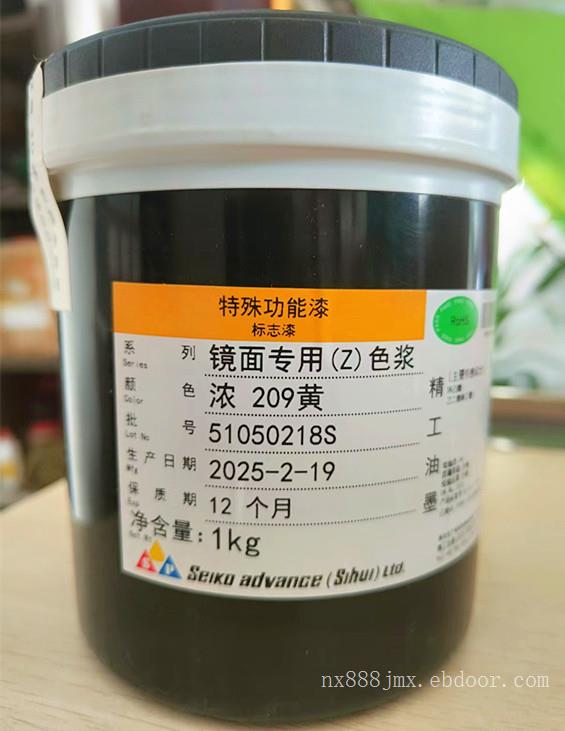 特殊功能漆
标志漆
系 列 镜面专用(Z)色浆
Series
颜 色 浓 209黄
Color
批 号 51050218S
Lot No
生产日期 2025-2-19
Mfg
保 质 期 12 个月
净含量: 1kg
SP Seiko advance (Sihui) Ltd.
精工油墨
RoHS
nx888jmx.ebdoor.com